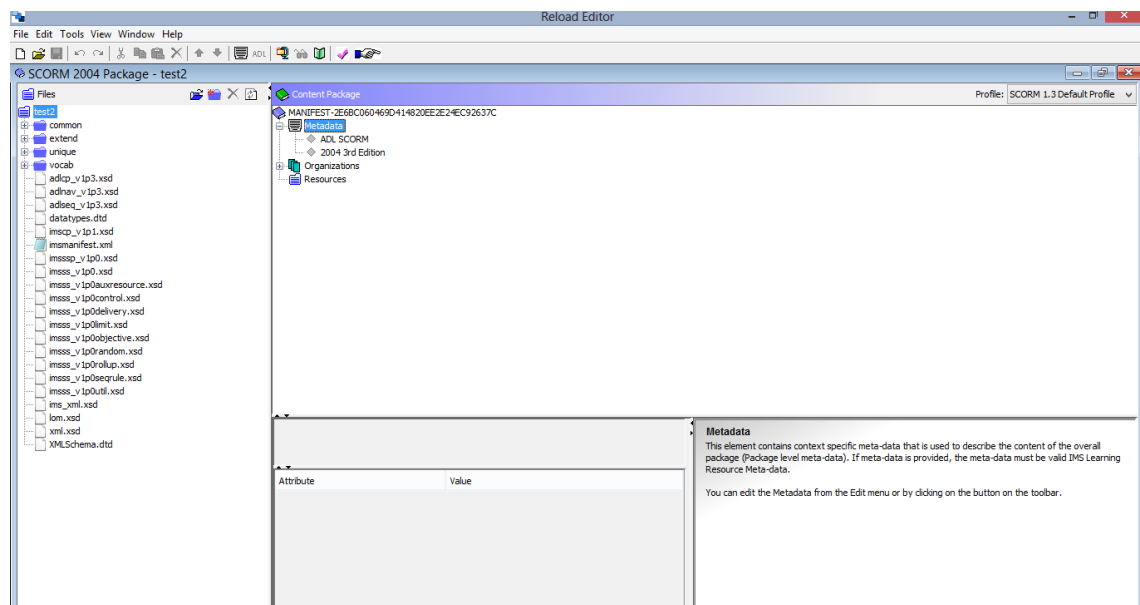 Reload Editor
File Edit Tools View Window Help
ADL
SCORM 2004 Package - test2
Files
test2
common
extend
unique
vocab
adlcp_v1p3.xsd
adlnav_v1p3.xsd
adlseq_v1p3.xsd
datatypes.dtd
imscp_v1p1.xsd
imsmanifest.xml
imsssp_v1p0.xsd
imsss_v1p0.xsd
imsss_v1p0auxresource.xsd
imsss_v1p0control.xsd
imsss_v1p0delivery.xsd
imsss_v1p0limit.xsd
imsss_v1p0objective.xsd
imsss_v1p0random.xsd
imsss_v1p0rollup.xsd
imsss_v1p0seqrule.xsd
imsss_v1p0util.xsd
ims_xml.xsd
lom.xsd
xml.xsd
XMLSchema.dtd
Content Package
Profile: SCORM 1.3 Default Profile
MANIFEST-2E6BC060469D414820EE2E24EC92637C
Metadata
ADL SCORM
2004 3rd Edition
Organizations
Resources
Attribute Value
Metadata
This element contains context specific meta-data that is used to describe the content of the overall
package (Package level meta-data). If meta-data is provided, the meta-data must be valid IMS Learning
Resource Meta-data.
You can edit the Metadata from the Edit menu or by clicking on the button on the toolbar.